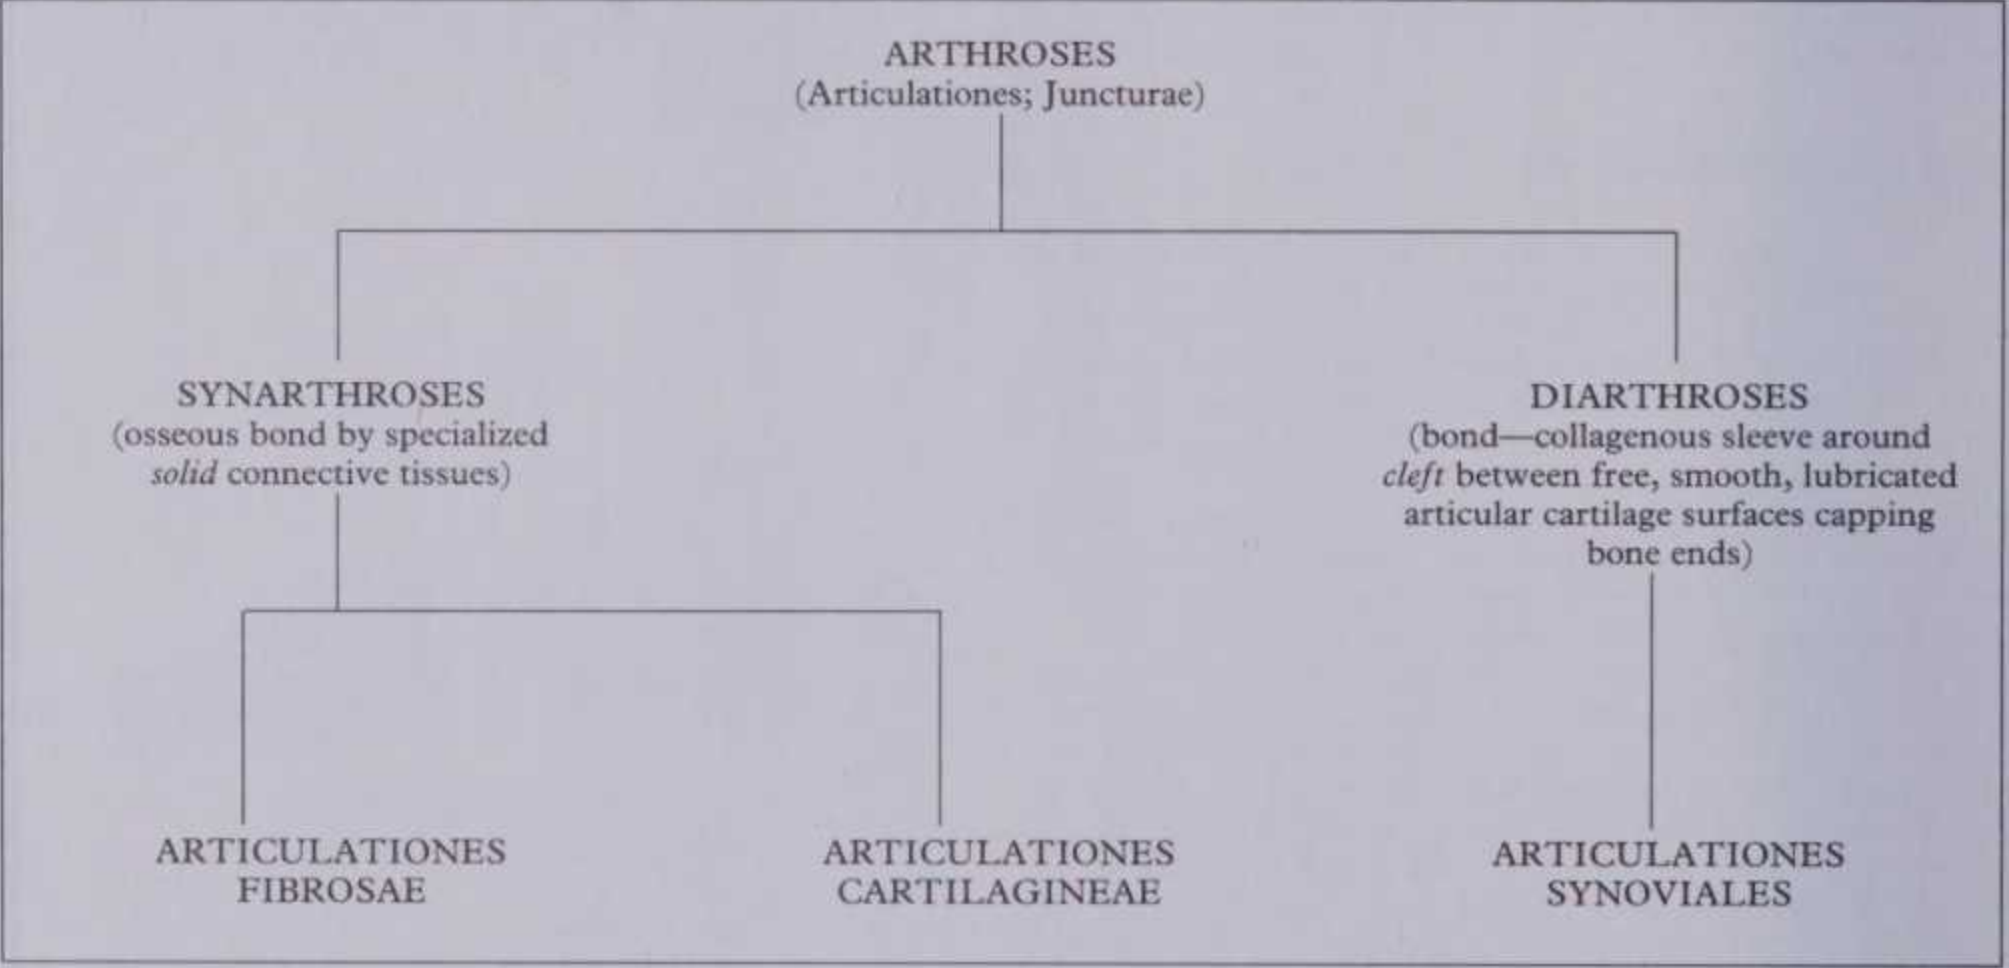 ARTHROSES
(Articulationes; Juncturae)
SYNARTHROSES
(osseous bond by specialized
solid connective tissues)
DIARTHROSES
(bond—collagenous sleeve around
cleft between free, smooth, lubricated
articular cartilage surfaces capping
bone ends)
ARTICULATIONES
FIBROSAE
ARTICULATIONES
CARTILAGINEAE
ARTICULATIONES
SYNOVIALES